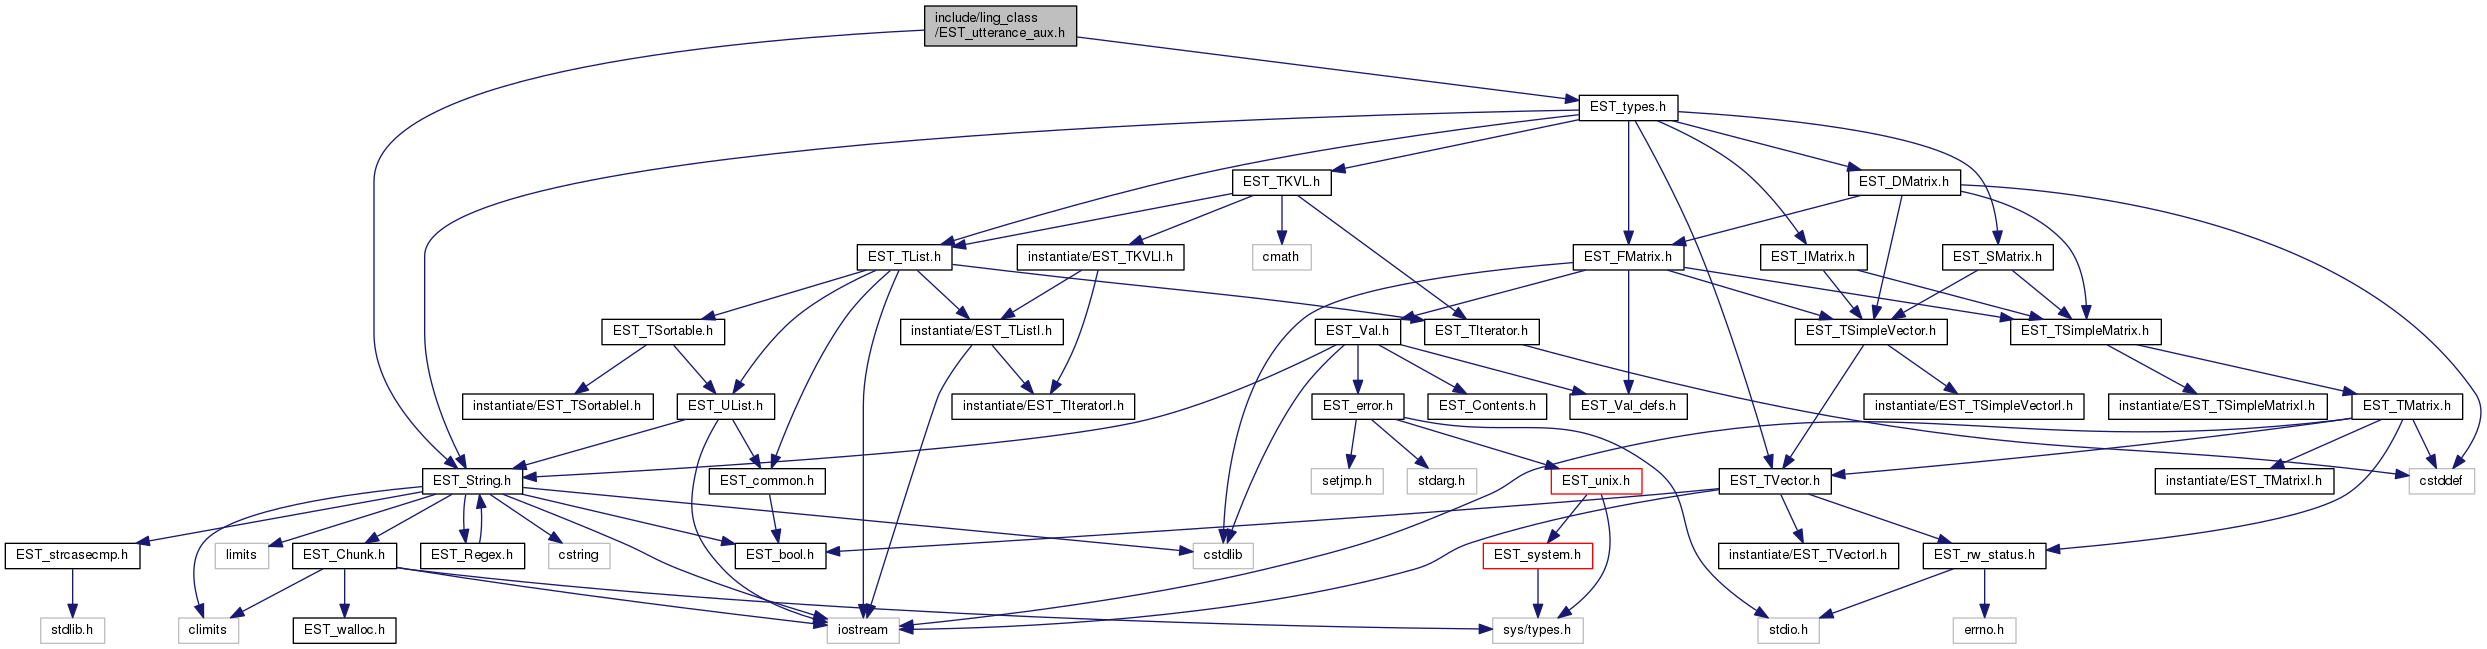 include/ling_class
/EST_utterance_aux.h
EST_types.h
EST_TKVL.h
EST_DMatrix.h
EST_TList.h
instantiate/EST_TKVLI.h
cmath
EST_FMatrix.h
EST_IMatrix.h
EST_SMatrix.h
EST_TSortable.h
instantiate/EST_TListI.h
EST_Val.h
EST_TIterator.h
EST_TSimpleVector.h
EST_TSimpleMatrix.h
instantiate/EST_TSortableI.h
EST_UList.h
instantiate/EST_TIteratorI.h
EST_error.h
EST_Contents.h
EST_Val_defs.h
instantiate/EST_TSimpleVectorI.h
instantiate/EST_TSimpleMatrixI.h
EST_TMatrix.h
EST_String.h
EST_common.h
setjmp.h
stdarg.h
EST_unix.h
EST_TVector.h
instantiate/EST_TMatrixI.h
cstddef
EST_strcasecmp.h
limits
EST_Chunk.h
EST_Regex.h
cstring
EST_bool.h
cstdlib
EST_system.h
instantiate/EST_TVectorI.h
EST_rw_status.h
stdlib.h
climits
EST_walloc.h
iostream
sys/types.h
stdio.h
errno.h